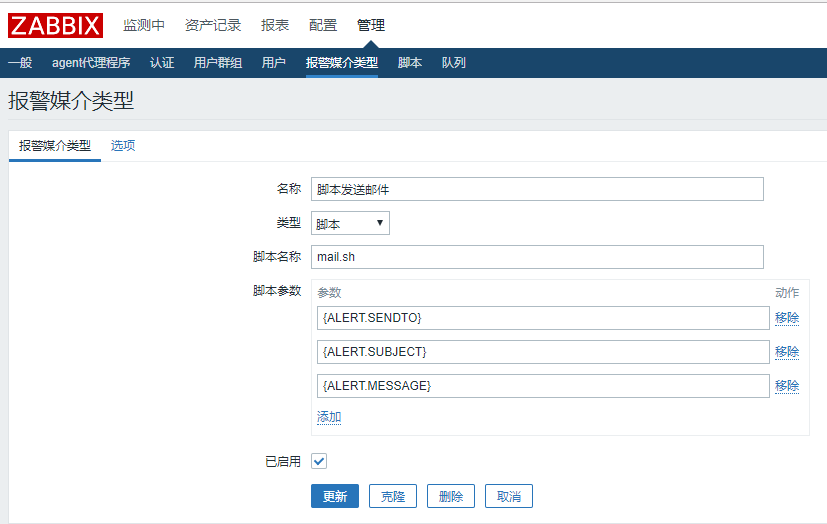 ZABBIX 监测中 资产记录 报表 配置 管理
一般 agent代理程序 认证 用户群组 用户 报警媒介类型 脚本 队列
报警媒介类型
报警媒介类型 选项
名称 脚本发送邮件
类型 脚本
脚本名称 mail.sh
脚本参数 参数 动作
{ALERT.SENDTO} 移除
{ALERT.SUBJECT} 移除
{ALERT.MESSAGE} 移除
添加
已启用
更新 克隆 删除 取消